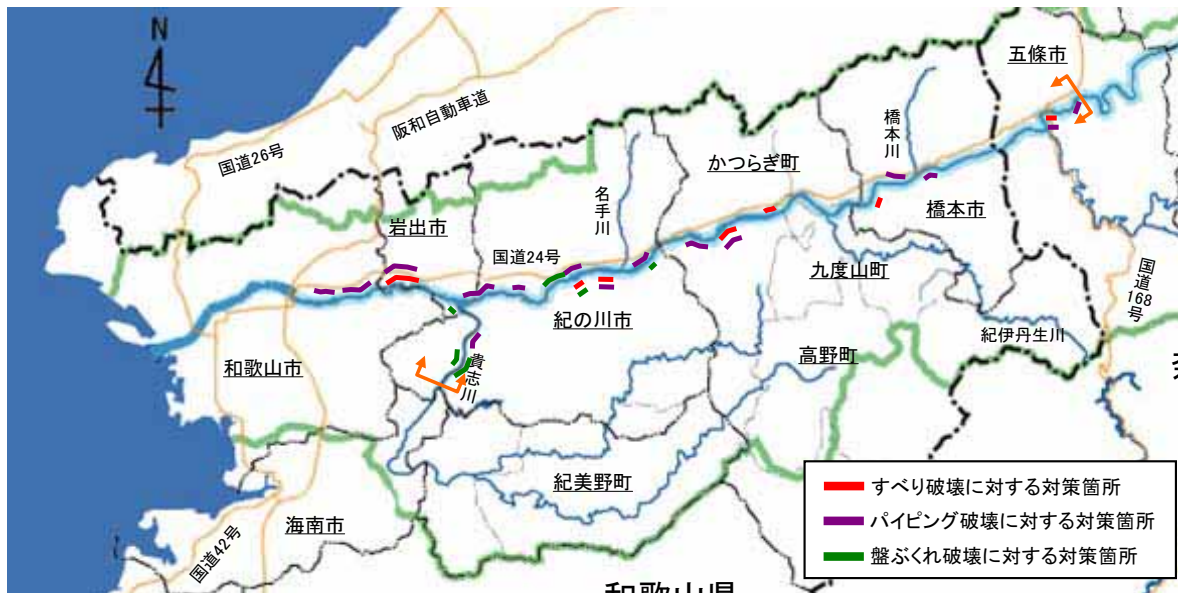 N
五條市
阪和自動車道
橋本川
国道26号
かつらぎ町
名手川
岩出市
橋本市
国道24号
九度山町
国道168号
紀の川市
紀伊丹生川
和歌山市
貴志川
高野町
紀美野町
すべり破壊に対する対策箇所
パイピング破壊に対する対策箇所
盤ぶくれ破壊に対する対策箇所
海南市
国道42号
和歌山県